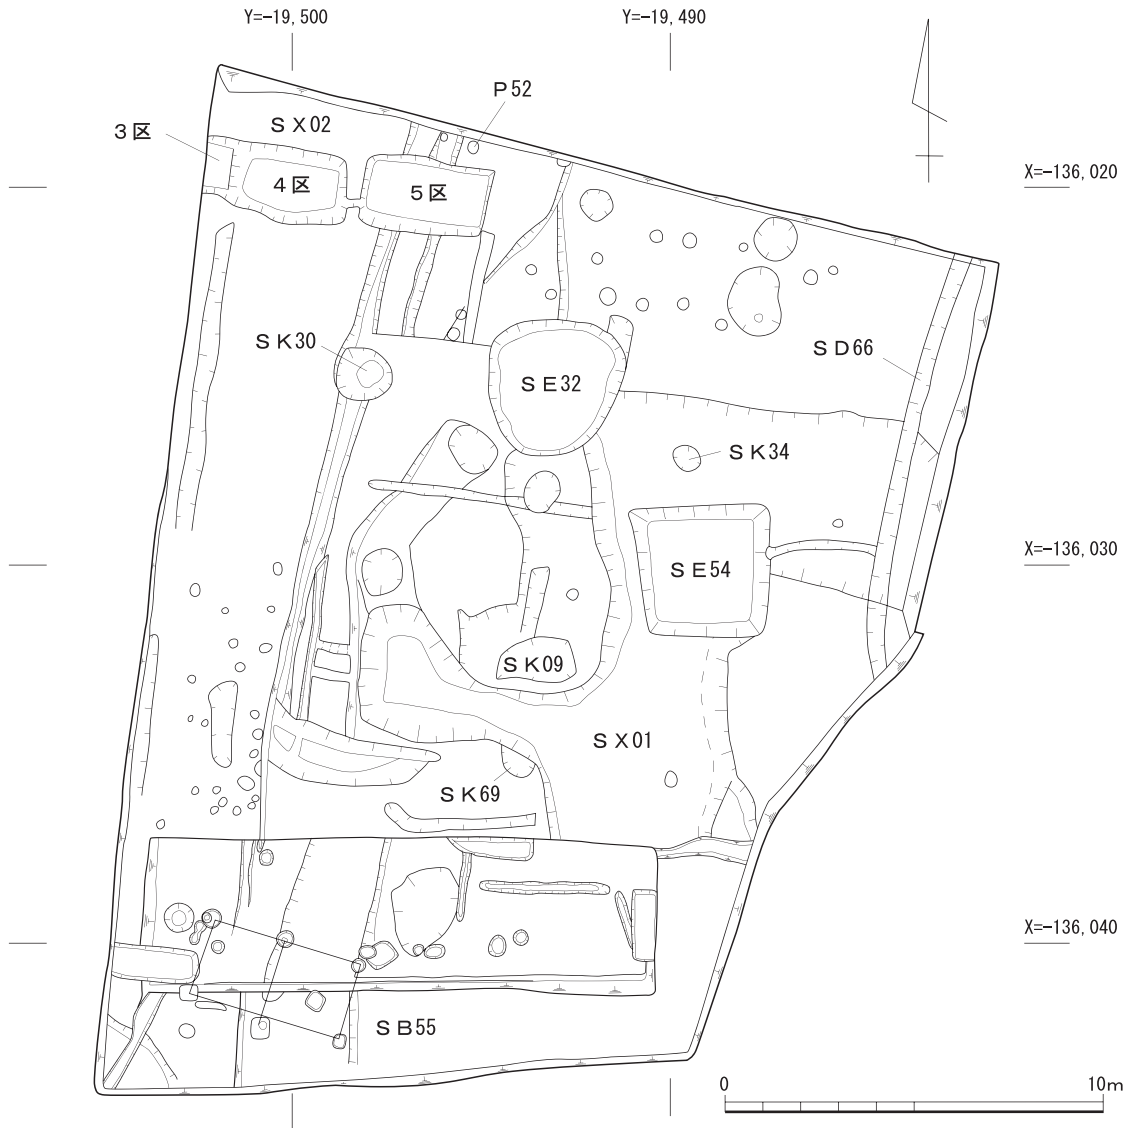 Y=-19,500
Y=-19,490
P52
SX02
3区
4区
5区
X=-136,020
SK30
SE32
SD66
SK34
X=-136,030
SE54
SK09
SX01
SK69
X=-136,040
SB55
0
10m